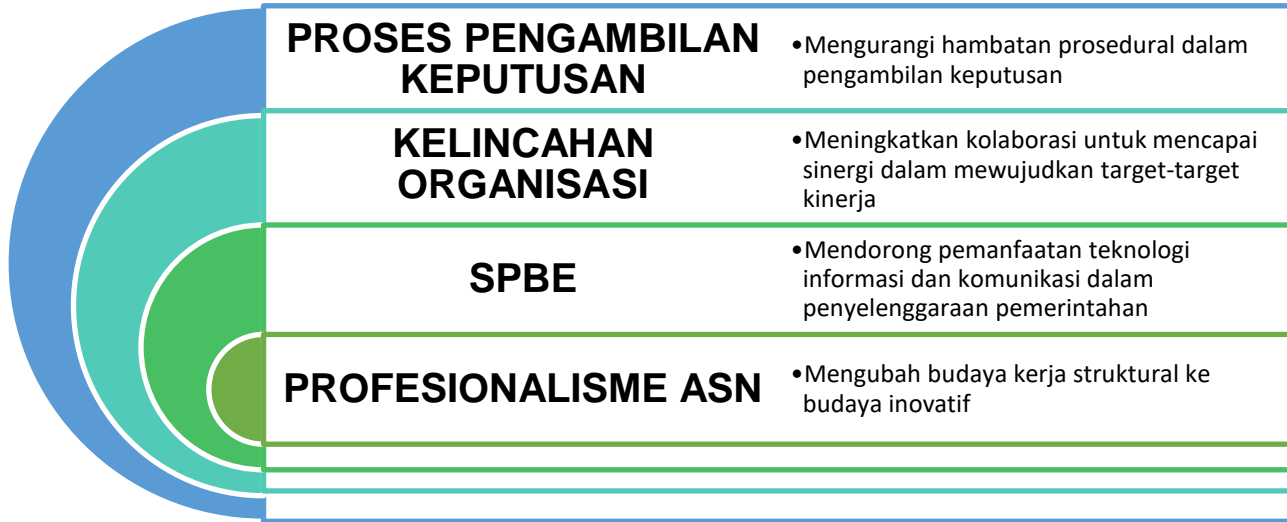 PROSES PENGAMBILAN
KEPUTUSAN
•Mengurangi hambatan prosedural dalam
pengambilan keputusan
KELINCAHAN
ORGANISASI
•Meningkatkan kolaborasi untuk mencapai
sinergi dalam mewujudkan target-target
kinerja
SPBE
•Mendorong pemanfaatan teknologi
informasi dan komunikasi dalam
penyelenggaraan pemerintahan
PROFESIONALISME ASN
•Mengubah budaya kerja struktural ke
budaya inovatif